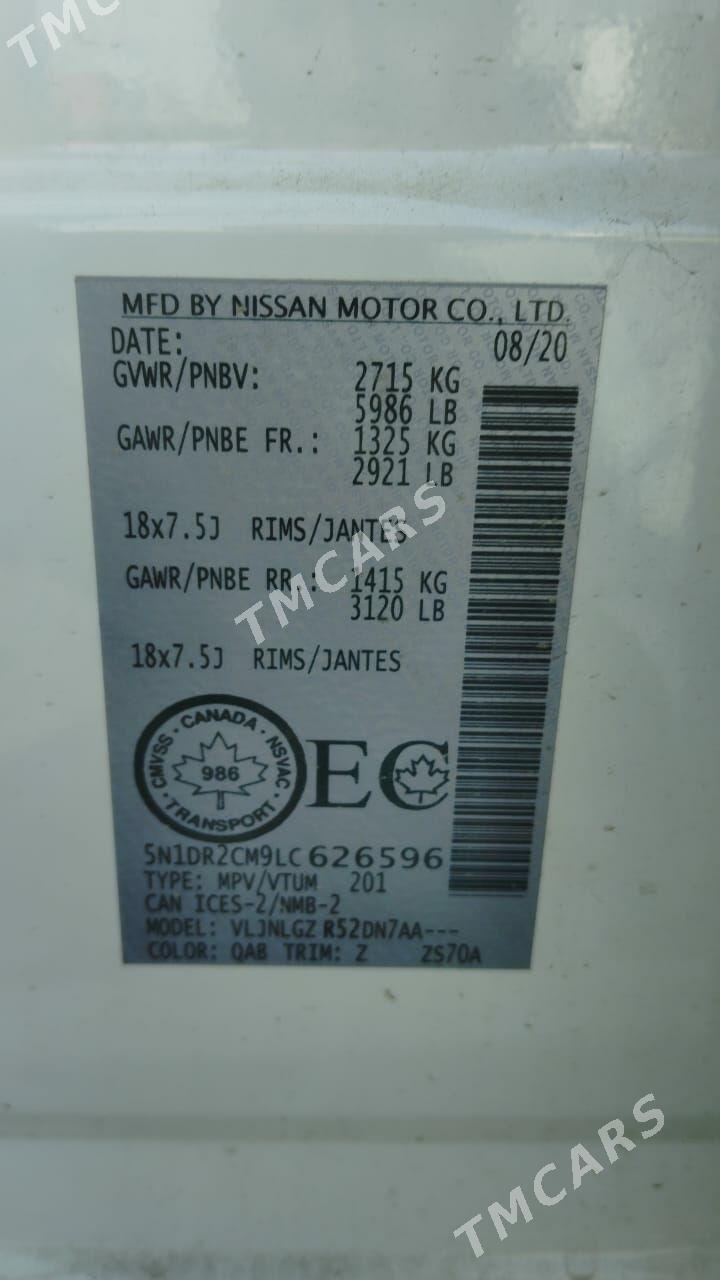 TMC
MFD BY NISSAN MOTOR CO., LTD.
DATE: 08/20
GVWR/PNBV: 2715 KG
5986 LB
GAWR/PNBE FR.: 1325 KG
2921 LB
18x7.5J RIMS/JANTES
TMCARS
GAWR/PNBE RR.: 1415 KG
3120 LB
18x7.5J RIMS/JANTES
CANADA · NSVAC · TRANSPORT · CMVSS
986
EC
5N1DR2CM9LC626596
TYPE: MPV/VTUM 201
CAN ICES-2/NMB-2
MODEL: VLJNLGZ R52DN7AA---
COLOR: QAB TRIM: Z ZS70A
TMCARS